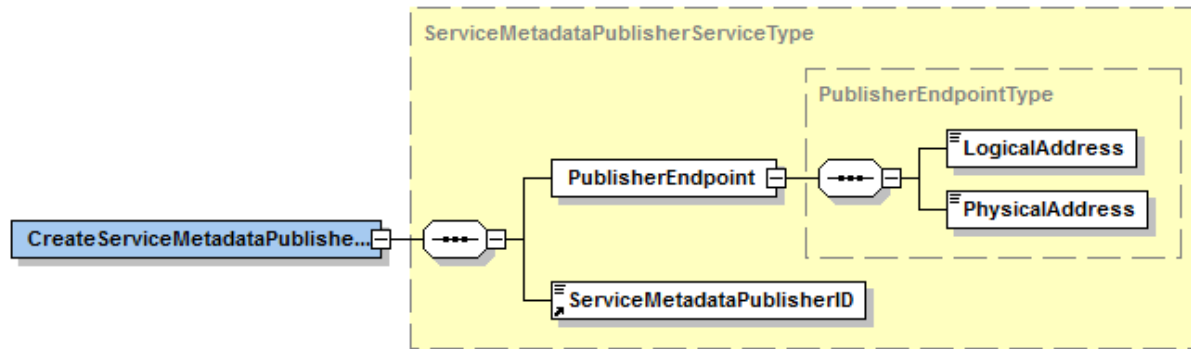 ServiceMetadataPublisherServiceType
PublisherEndpointType
LogicalAddress
PublisherEndpoint
PhysicalAddress
CreateServiceMetadataPublishe...
ServiceMetadataPublisherID